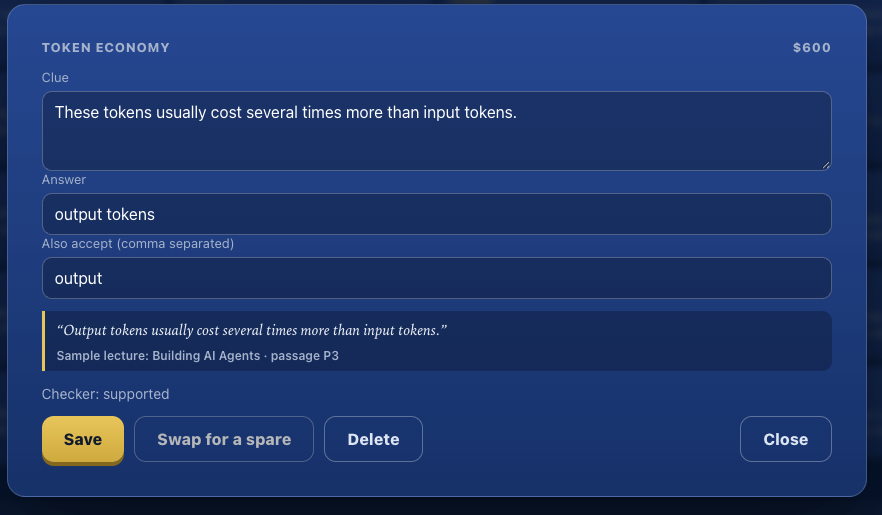 TOKEN ECONOMY
$600
Clue
These tokens usually cost several times more than input tokens.
Answer
output tokens
Also accept (comma separated)
output
“Output tokens usually cost several times more than input tokens.”
Sample lecture: Building AI Agents · passage P3
Checker: supported
Save
Swap for a spare
Delete
Close